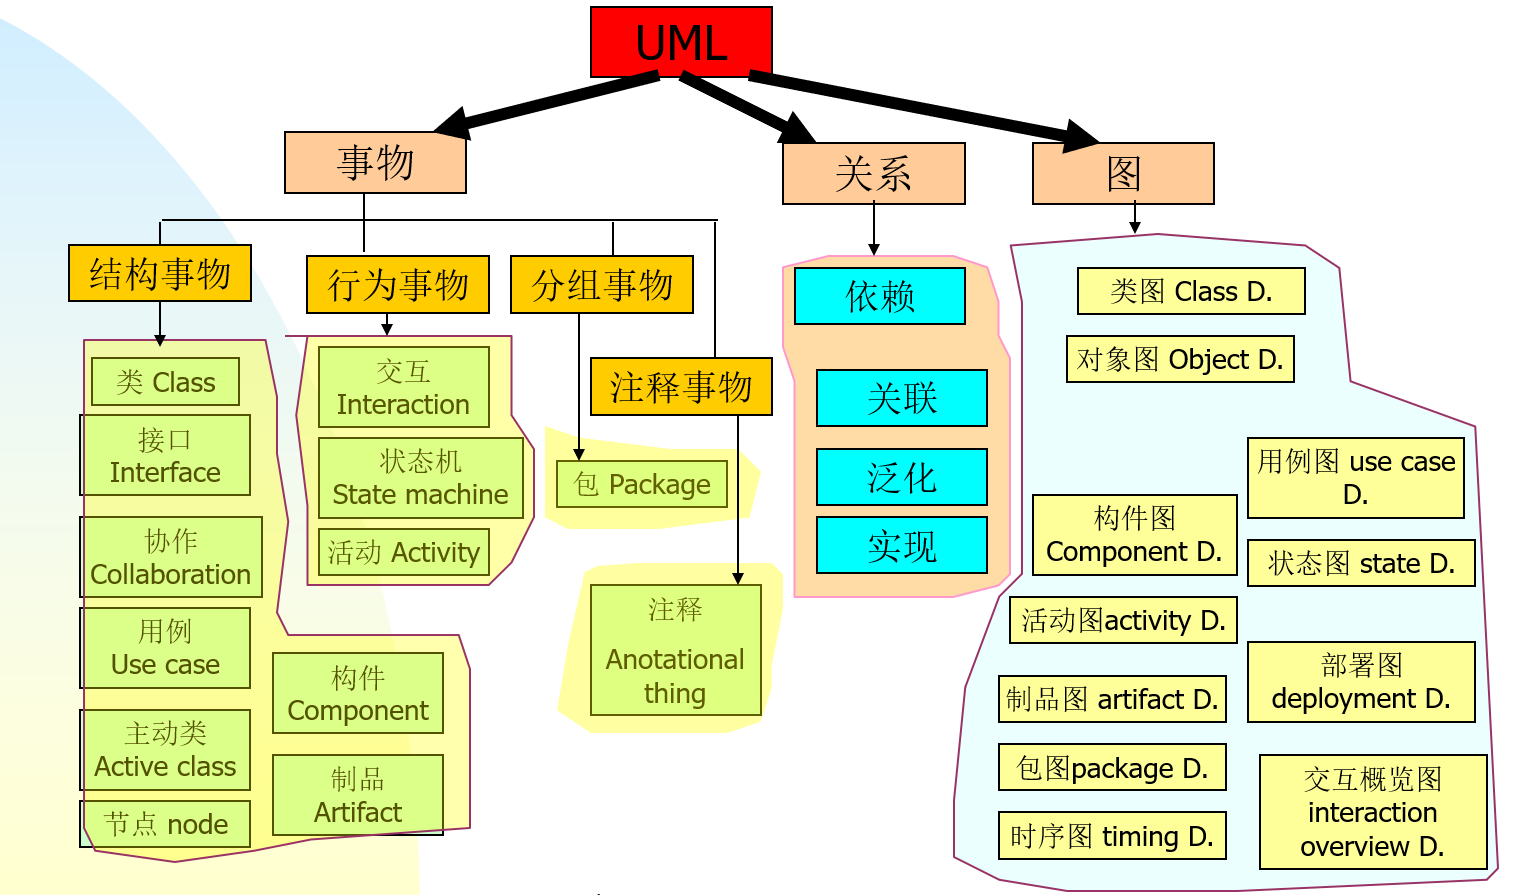 UML
事物
关系
图
结构事物
行为事物
分组事物
注释事物
类 Class
接口
Interface
协作
Collaboration
用例
Use case
主动类
Active class
节点 node
构件
Component
制品
Artifact
交互
Interaction
状态机
State machine
活动 Activity
包 Package
注释
Anotational
thing
依赖
关联
泛化
实现
类图 Class D.
对象图 Object D.
用例图 use case
D.
构件图
Component D.
状态图 state D.
活动图activity D.
部署图
deployment D.
制品图 artifact D.
包图package D.
交互概览图
interaction
overview D.
时序图 timing D.